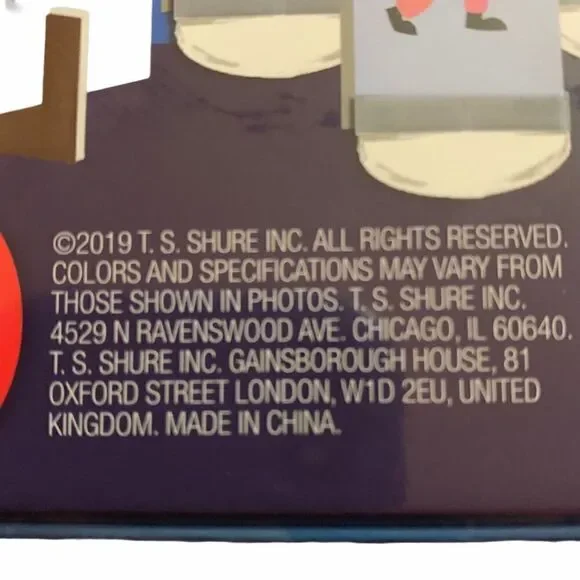 ©2019 T. S. SHURE INC. ALL RIGHTS RESERVED.
COLORS AND SPECIFICATIONS MAY VARY FROM
THOSE SHOWN IN PHOTOS. T. S. SHURE INC.
4529 N RAVENSWOOD AVE. CHICAGO, IL 60640.
T. S. SHURE INC. GAINSBOROUGH HOUSE, 81
OXFORD STREET LONDON, W1D 2EU, UNITED
KINGDOM. MADE IN CHINA.